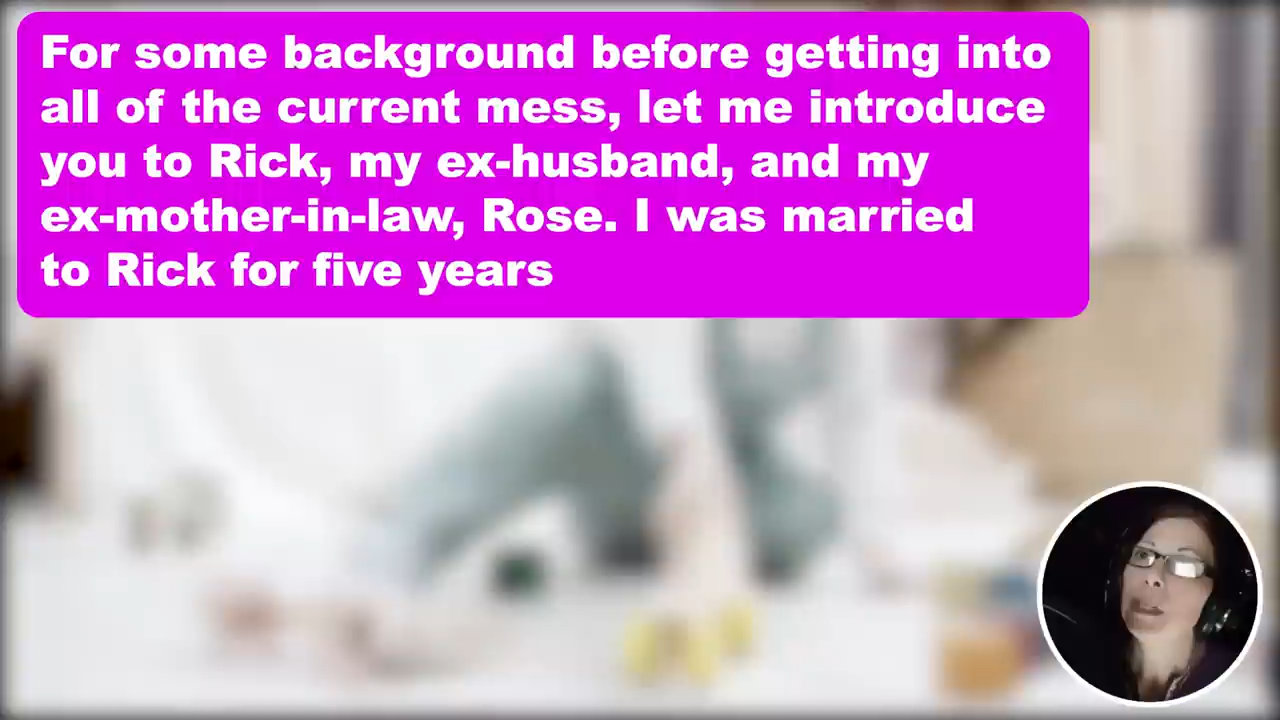 For some background before getting into
all of the current mess, let me introduce
you to Rick, my ex-husband, and my
ex-mother-in-law, Rose. I was married
to Rick for five years